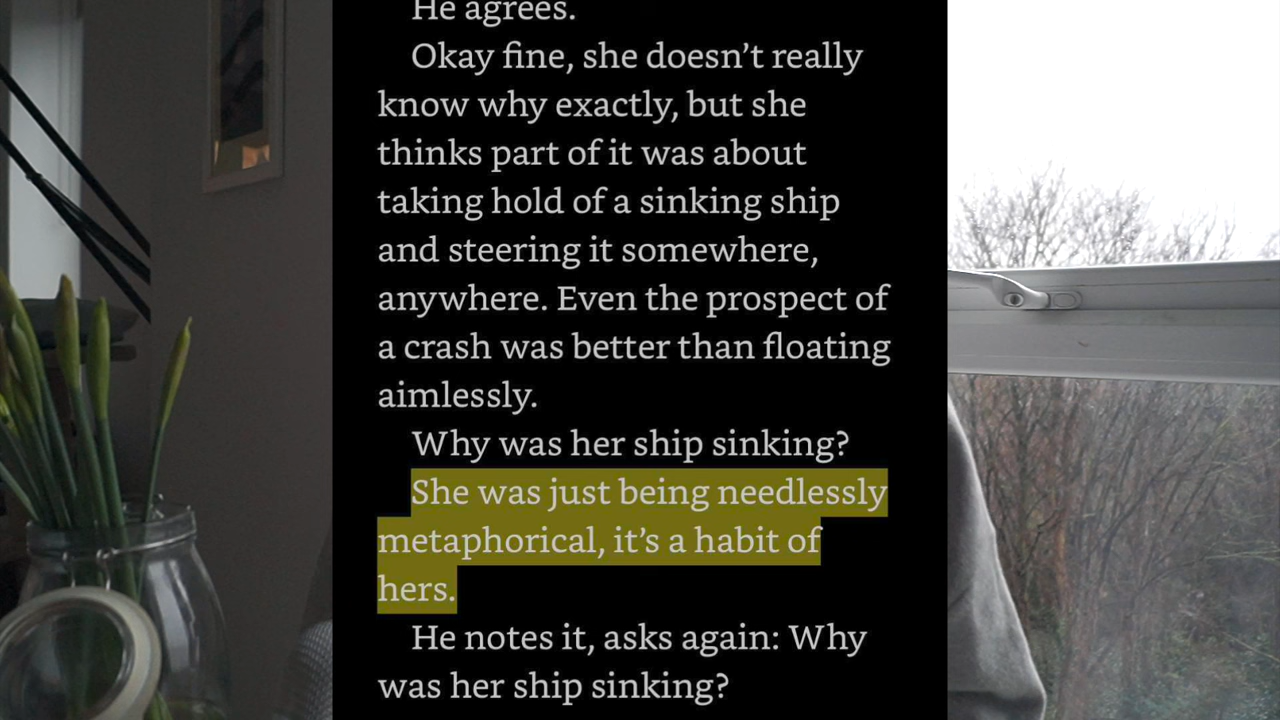 He agrees.
Okay fine, she doesn’t really
know why exactly, but she
thinks part of it was about
taking hold of a sinking ship
and steering it somewhere,
anywhere. Even the prospect of
a crash was better than floating
aimlessly.
Why was her ship sinking?
She was just being needlessly
metaphorical, it’s a habit of
hers.
He notes it, asks again: Why
was her ship sinking?